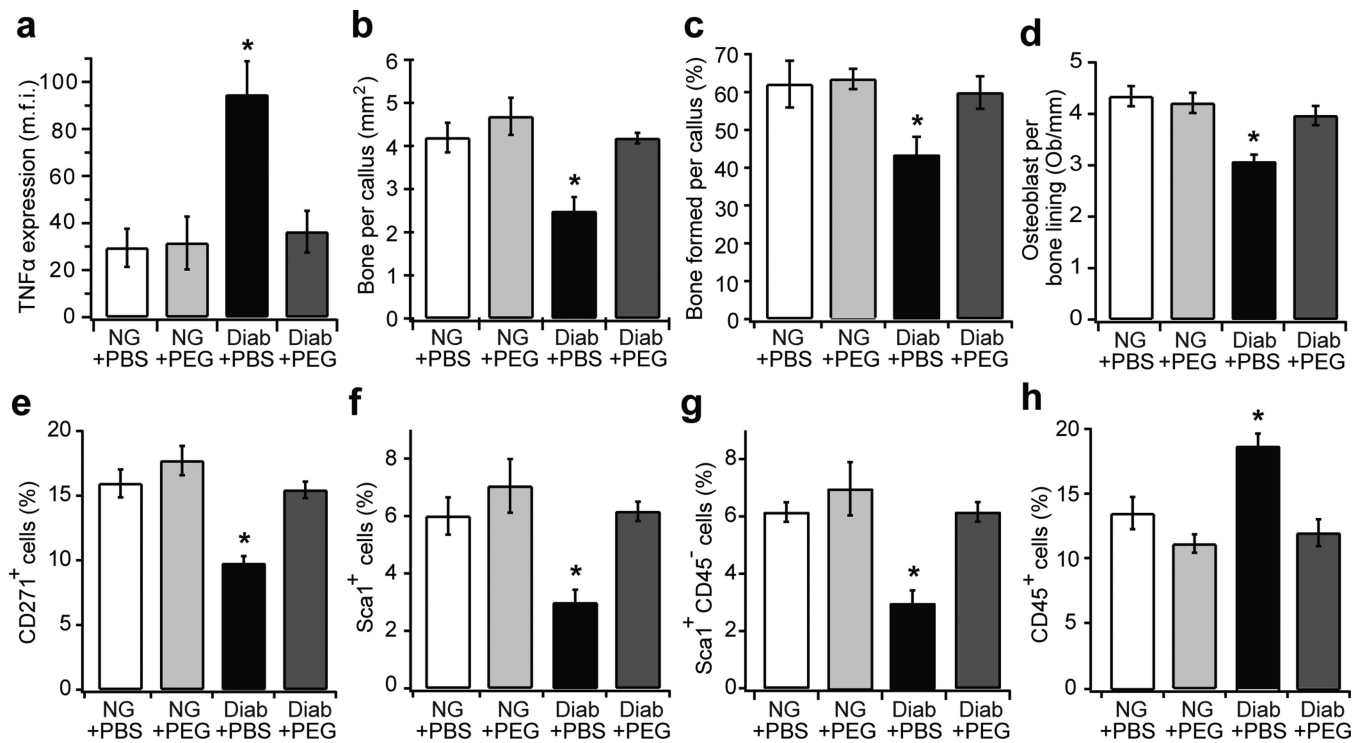 a
TNFα expression (m.f.i.)
100
80
60
40
20
0
*
NG
+PBS
NG
+PEG
Diab
+PBS
Diab
+PEG
b
Bone per callus (mm²)
6
5
4
3
2
1
0
*
NG
+PBS
NG
+PEG
Diab
+PBS
Diab
+PEG
c
Bone formed per callus (%)
70
60
50
40
30
20
10
0
*
NG
+PBS
NG
+PEG
Diab
+PBS
Diab
+PEG
d
Osteoblast per
bone lining (Ob/mm)
5
4
3
2
1
0
*
NG
+PBS
NG
+PEG
Diab
+PBS
Diab
+PEG
e
CD271⁺ cells (%)
20
15
10
5
0
*
NG
+PBS
NG
+PEG
Diab
+PBS
Diab
+PEG
f
Sca1⁺ cells (%)
8
6
4
2
0
*
NG
+PBS
NG
+PEG
Diab
+PBS
Diab
+PEG
g
Sca1⁺ CD45⁻ cells (%)
8
6
4
2
0
*
NG
+PBS
NG
+PEG
Diab
+PBS
Diab
+PEG
h
CD45⁺ cells (%)
20
15
10
5
0
*
NG
+PBS
NG
+PEG
Diab
+PBS
Diab
+PEG